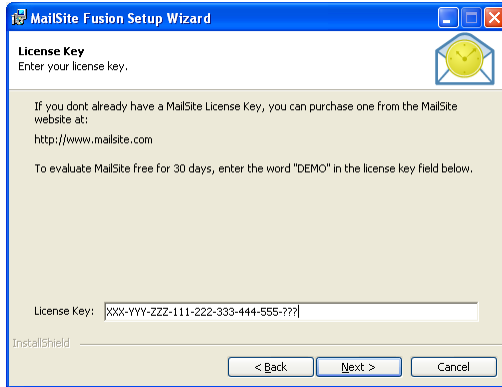 MailSite Fusion Setup Wizard
License Key
Enter your license key.
If you dont already have a MailSite License Key, you can purchase one from the MailSite
website at:
http://www.mailsite.com
To evaluate MailSite free for 30 days, enter the word "DEMO" in the license key field below.
License Key: XXX-YYY-ZZZ-111-222-333-444-555-???
InstallShield
< Back Next > Cancel